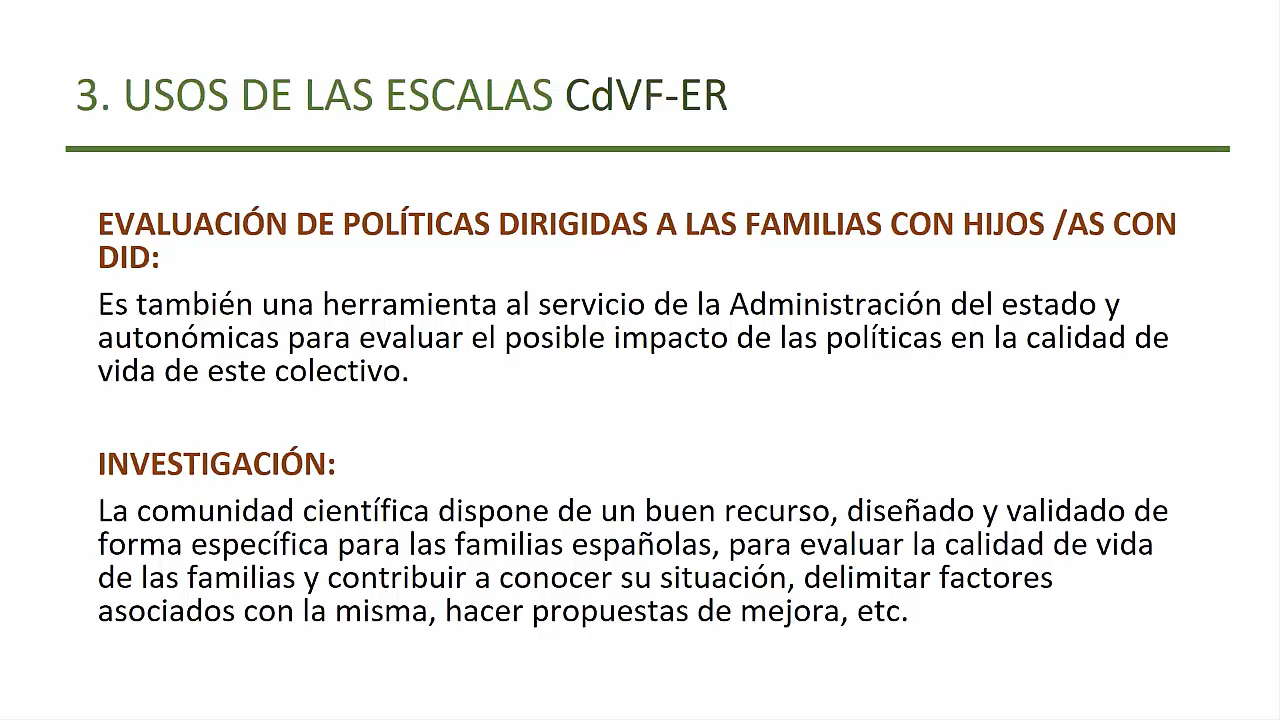 3. USOS DE LAS ESCALAS CdVF-ER
EVALUACIÓN DE POLÍTICAS DIRIGIDAS A LAS FAMILIAS CON HIJOS /AS CON
DID:
Es también una herramienta al servicio de la Administración del estado y
autonómicas para evaluar el posible impacto de las políticas en la calidad de
vida de este colectivo.
INVESTIGACIÓN:
La comunidad científica dispone de un buen recurso, diseñado y validado de
forma específica para las familias españolas, para evaluar la calidad de vida
de las familias y contribuir a conocer su situación, delimitar factores
asociados con la misma, hacer propuestas de mejora, etc.